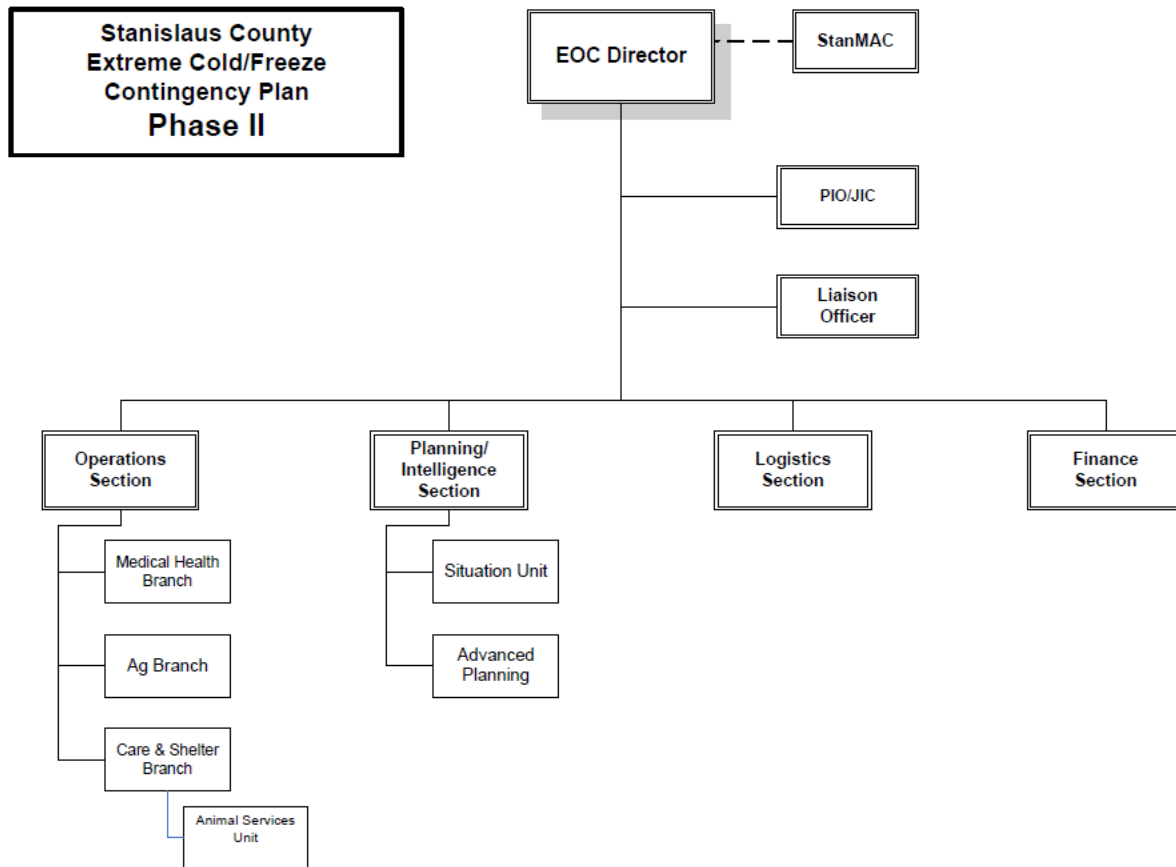 Stanislaus County
Extreme Cold/Freeze
Contingency Plan
Phase II
EOC Director
StanMAC
PIO/JIC
Liaison
Officer
Operations
Section
Planning/
Intelligence
Section
Logistics
Section
Finance
Section
Medical Health
Branch
Situation Unit
Ag Branch
Advanced
Planning
Care & Shelter
Branch
Animal Services
Unit